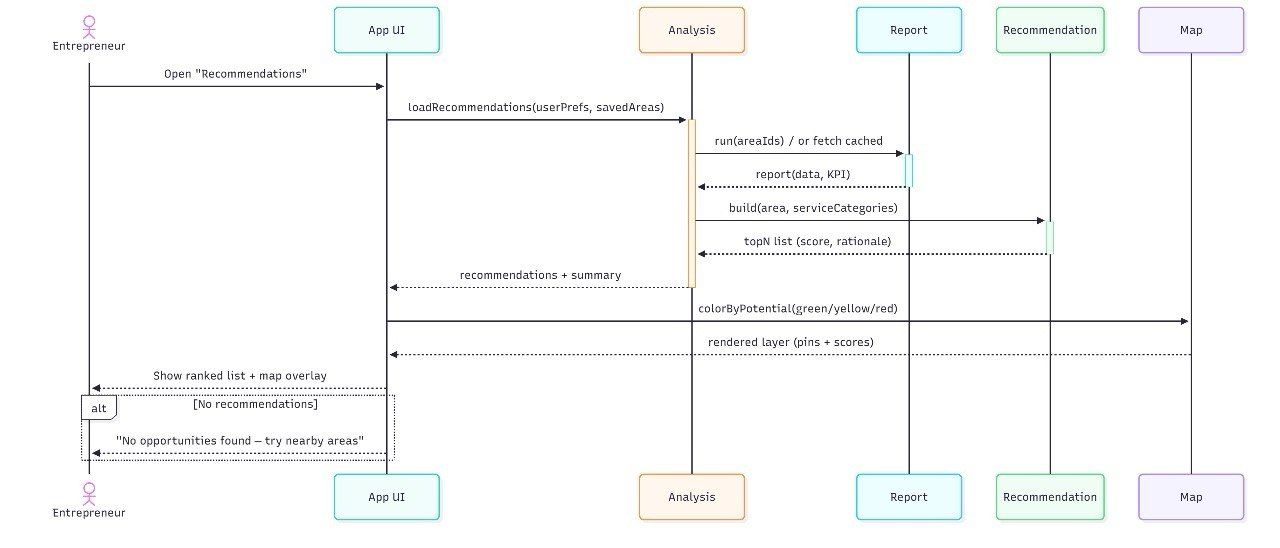 Entrepreneur
App UI
Analysis
Report
Recommendation
Map
Open "Recommendations"
loadRecommendations(userPrefs, savedAreas)
run(areaIds) / or fetch cached
report(data, KPI)
build(area, serviceCategories)
topN list (score, rationale)
recommendations + summary
colorByPotential(green/yellow/red)
rendered layer (pins + scores)
Show ranked list + map overlay
alt
[No recommendations]
"No opportunities found — try nearby areas"
Entrepreneur
App UI
Analysis
Report
Recommendation
Map